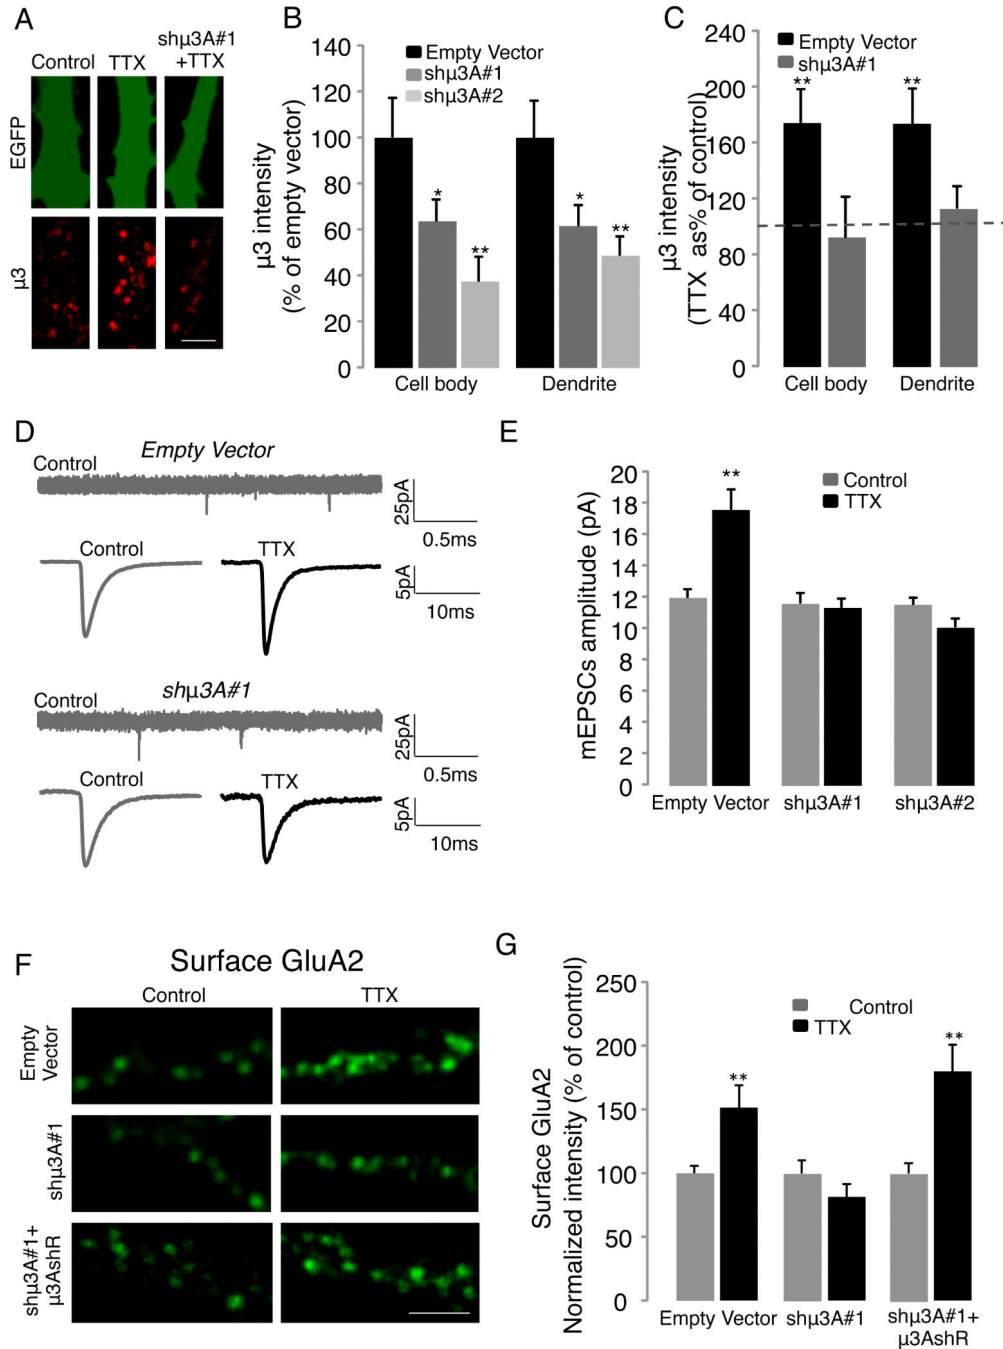 A
Control TTX shμ3A#1
+TTX
EGFP
μ3
B
μ3 intensity
(% of empty vector)
140
120
100
80
60
40
20
0
Empty Vector
shμ3A#1
shμ3A#2
*
**
*
**
Cell body Dendrite
C
μ3 intensity
(TTX as% of control)
240
200
160
120
80
40
0
Empty Vector
shμ3A#1
**
**
Cell body Dendrite
D
Empty Vector
Control
25pA
0.5ms
Control TTX
5pA
10ms
shμ3A#1
Control
25pA
0.5ms
Control TTX
5pA
10ms
E
mEPSCs amplitude (pA)
20
18
16
14
12
10
8
6
4
2
0
Control
TTX
**
Empty Vector shμ3A#1 shμ3A#2
F
Surface GluA2
Control TTX
Empty
Vector
shμ3A#1
shμ3A#1+
μ3AshR
G
Surface GluA2
Normalized intensity (% of control)
250
200
150
100
50
0
Control
TTX
**
**
Empty Vector shμ3A#1 shμ3A#1+
μ3AshR